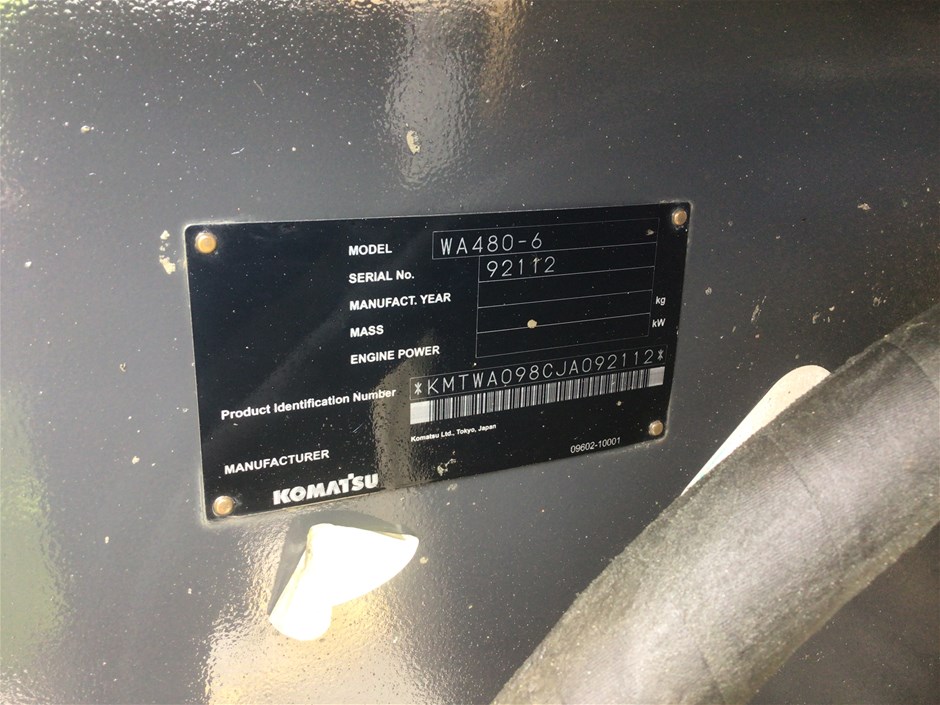 MODEL WA480-6
SERIAL No. 92112
MANUFACT. YEAR
MASS kg
ENGINE POWER kW
Product Identification Number *KMTWA098CJA092112*
Komatsu Ltd., Tokyo, Japan
MANUFACTURER 09602-10001
KOMATSU